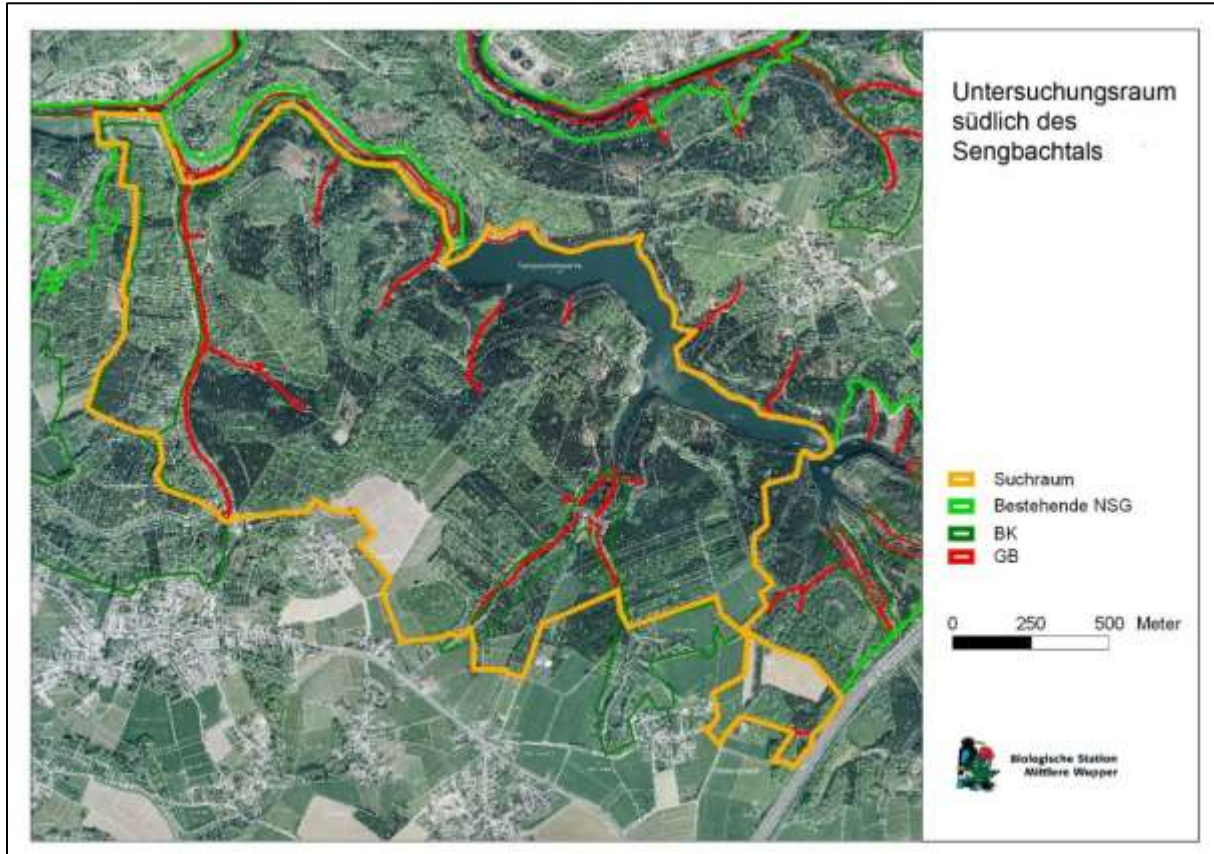 Untersuchungsraum
südlich des
Sengbachtals
Suchraum
Bestehende NSG
BK
GB
0 250 500 Meter
Biologische Station
Mittlere Wupper